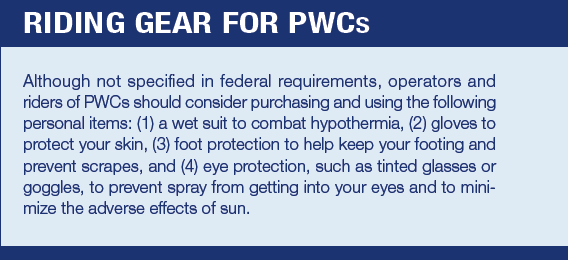 RIDING GEAR FOR PWCs
Although not specified in federal requirements, operators and
riders of PWCs should consider purchasing and using the following
personal items: (1) a wet suit to combat hypothermia, (2) gloves to
protect your skin, (3) foot protection to help keep your footing and
prevent scrapes, and (4) eye protection, such as tinted glasses or
goggles, to prevent spray from getting into your eyes and to mini-
mize the adverse effects of sun.